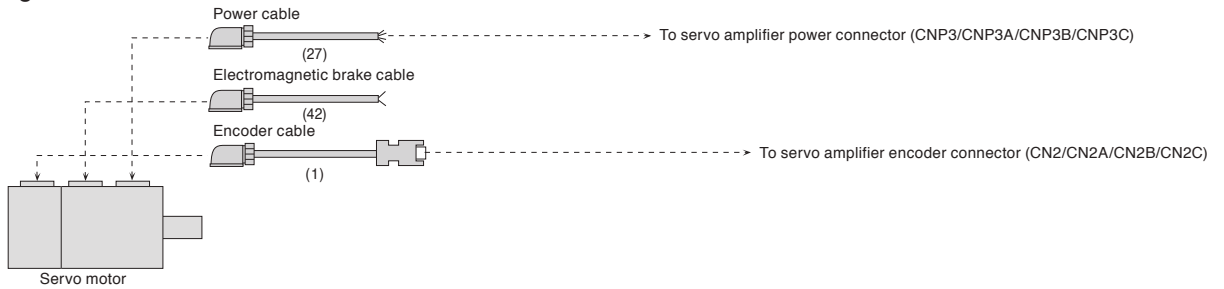 Power cable
To servo amplifier power connector (CNP3/CNP3A/CNP3B/CNP3C)
(27)
Electromagnetic brake cable
(42)
Encoder cable
To servo amplifier encoder connector (CN2/CN2A/CN2B/CN2C)
(1)
Servo motor